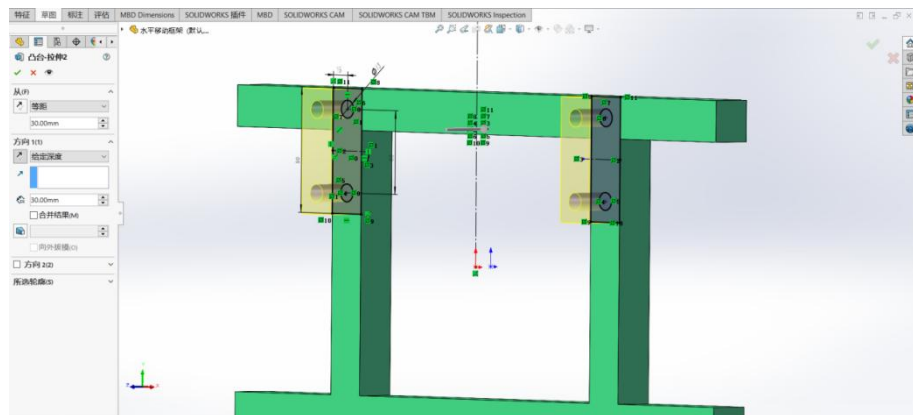 特征 草图 标注 评估 MBD Dimensions SOLIDWORKS 插件 MBD SOLIDWORKS CAM SOLIDWORKS CAM TBM SOLIDWORKS Inspection
水平移动框架 (默认...
凸台-拉伸2
从(F)
等距
30.00mm
方向 1(1)
给定深度
30.00mm
合并结果(M)
向外拔模(O)
方向 2(2)
所选轮廓(S)